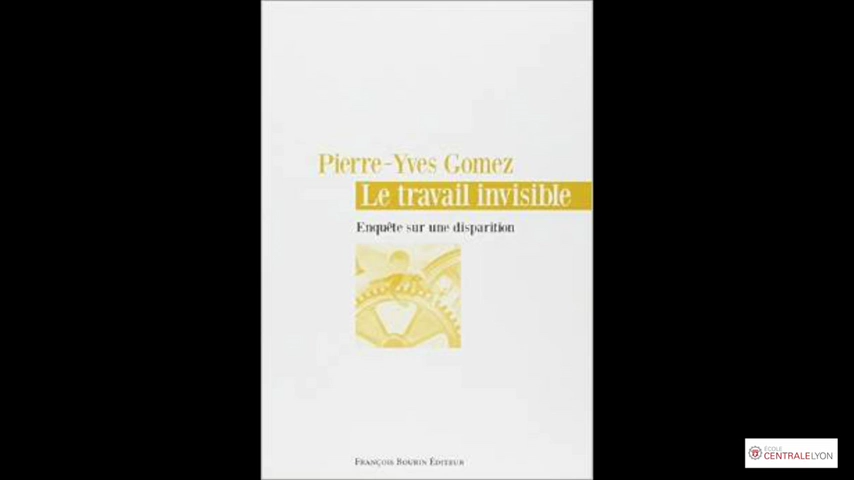 Pierre-Yves Gomez
Le travail invisible
Enquête sur une disparition
François Bourin Éditeur
ÉCOLE
CENTRALELYON